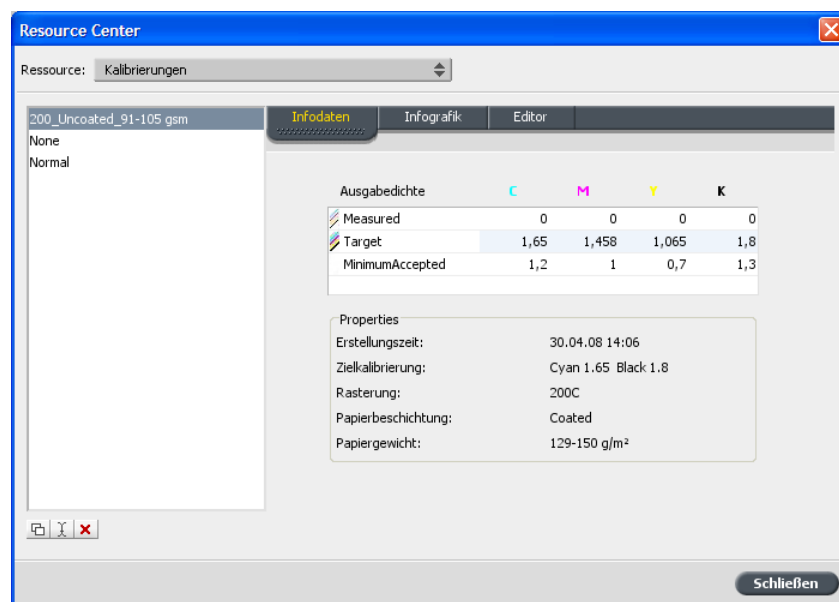 Resource Center
Ressource: Kalibrierungen
200_Uncoated_91-105 gsm
None
Normal
Infodaten Infografik Editor
Ausgabedichte C M Y K
Measured 0 0 0 0
Target 1,65 1,458 1,065 1,8
MinimumAccepted 1,2 1 0,7 1,3
Properties
Erstellungszeit: 30.04.08 14:06
Zielkalibrierung: Cyan 1.65 Black 1.8
Rasterung: 200C
Papierbeschichtung: Coated
Papiergewicht: 129-150 g/m²
Schließen